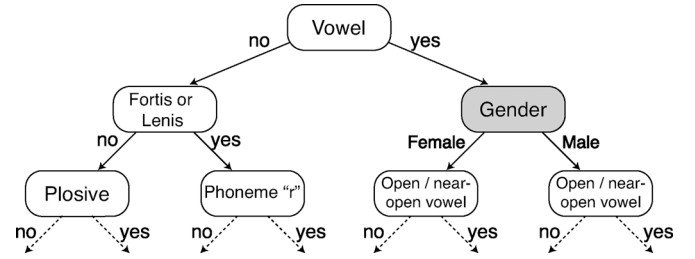 Vowel
no
yes
Fortis or
Lenis
Gender
no
yes
Female
Male
Plosive
Phoneme “r”
Open / near-
open vowel
Open / near-
open vowel
no
yes
no
yes
no
yes
no
yes